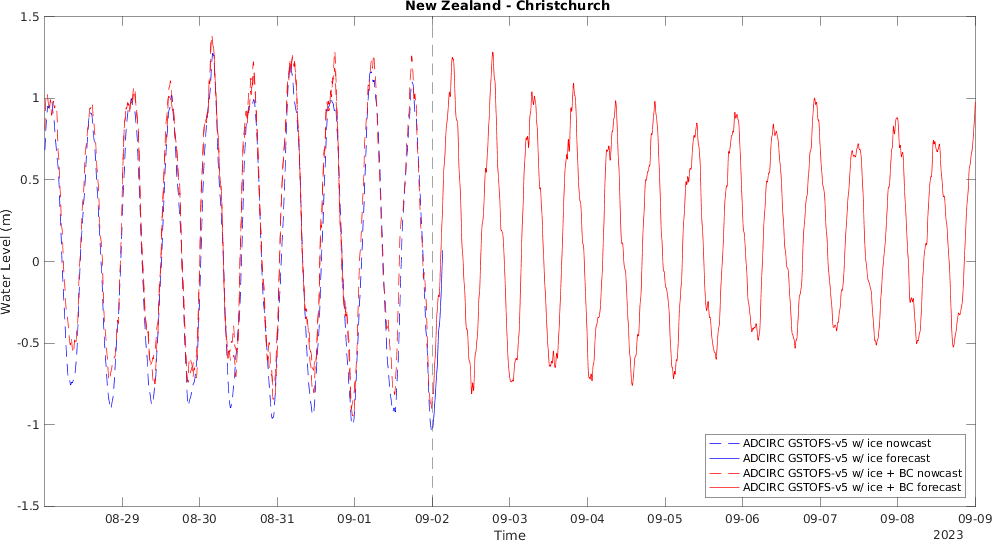 New Zealand - Christchurch
1.5
1
0.5
0
-0.5
-1
-1.5
Water Level (m)
ADCIRC GSTOFS-v5 w/ ice nowcast
ADCIRC GSTOFS-v5 w/ ice forecast
ADCIRC GSTOFS-v5 w/ ice + BC nowcast
ADCIRC GSTOFS-v5 w/ ice + BC forecast
08-29 08-30 08-31 09-01 09-02 09-03 09-04 09-05 09-06 09-07 09-08 09-09
Time
2023